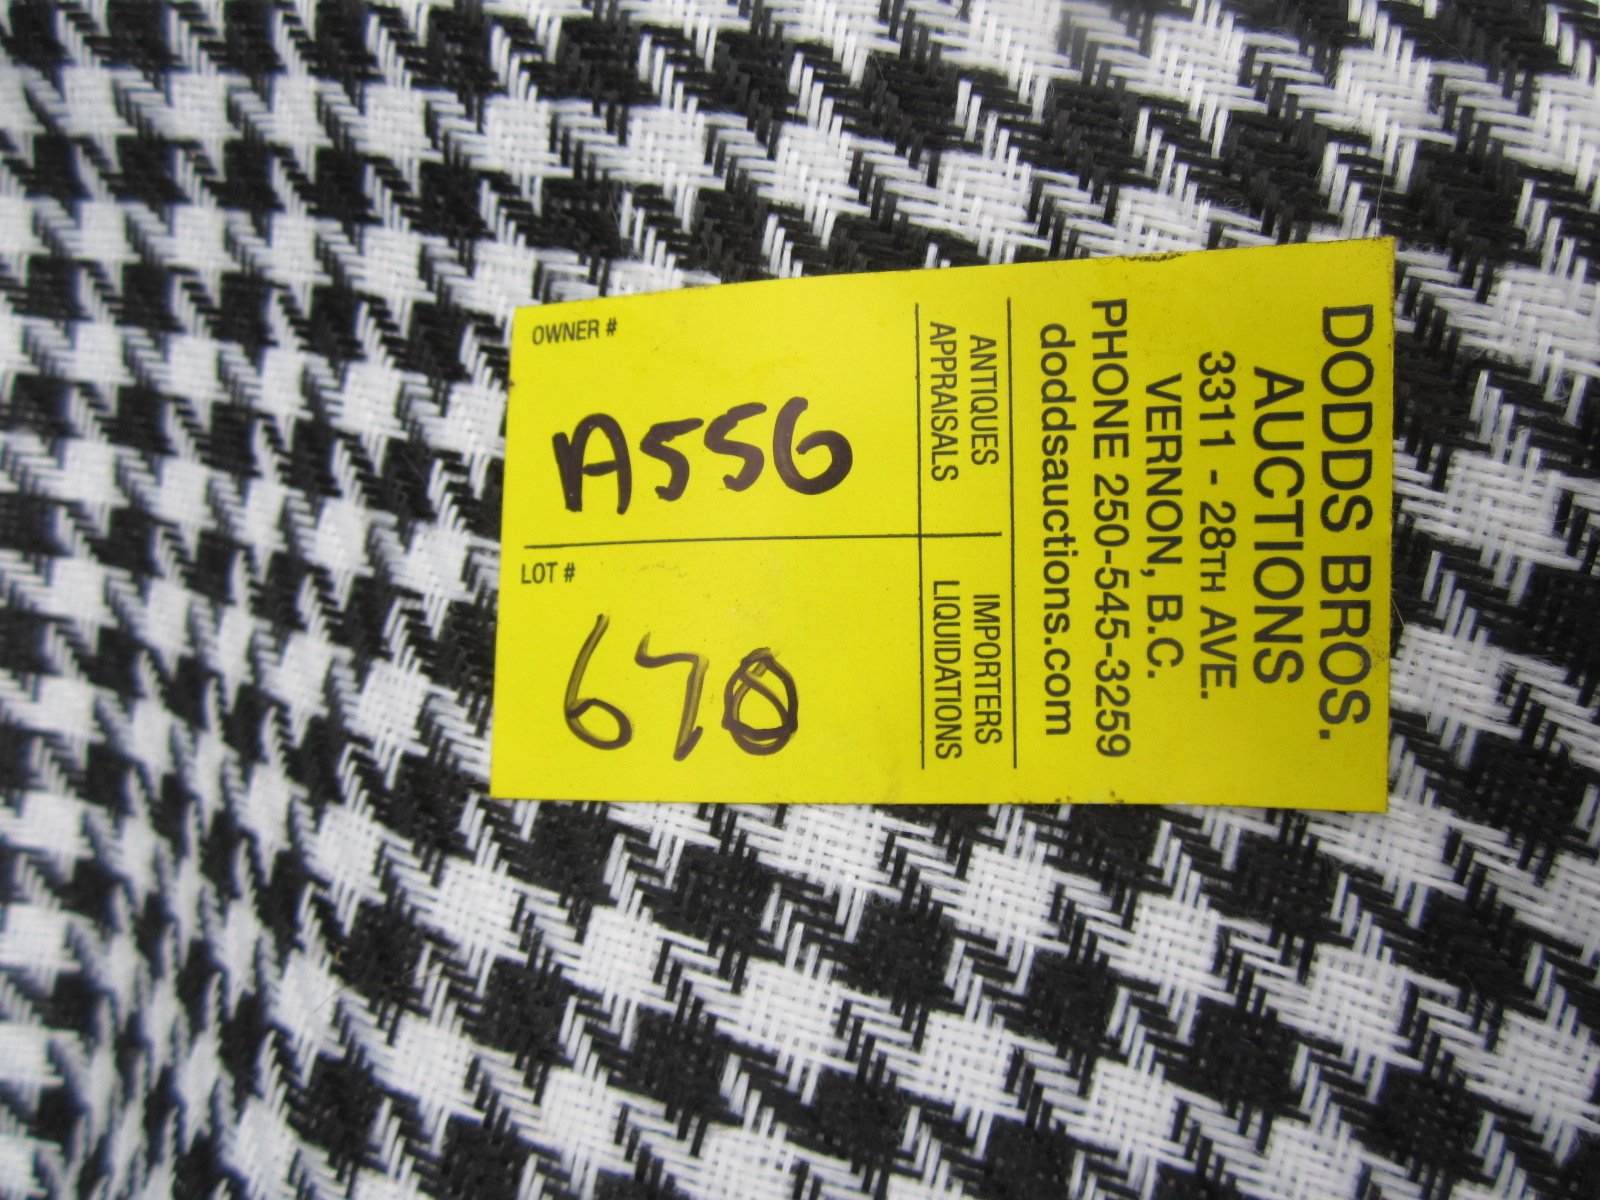 DODDS BROS.
AUCTIONS
3311 - 28TH AVE.
VERNON, B.C.
PHONE 250-545-3259
doddsauctions.com
ANTIQUES
APPRAISALS
IMPORTERS
LIQUIDATIONS
OWNER #
A556
LOT #
670